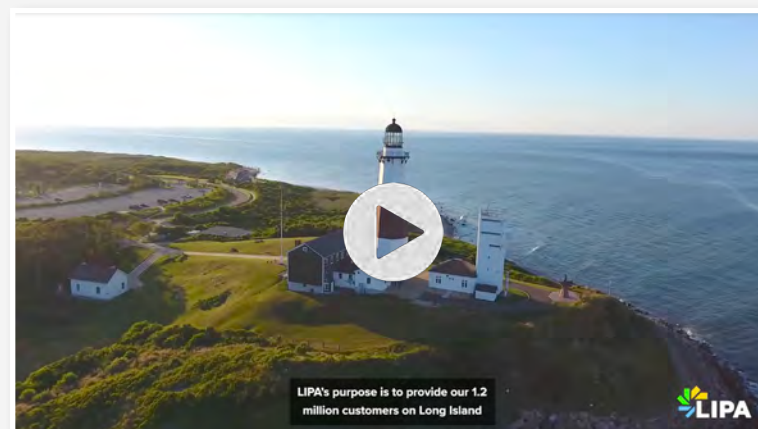 LIPA's purpose is to provide our 1.2
million customers on Long Island
LIPA